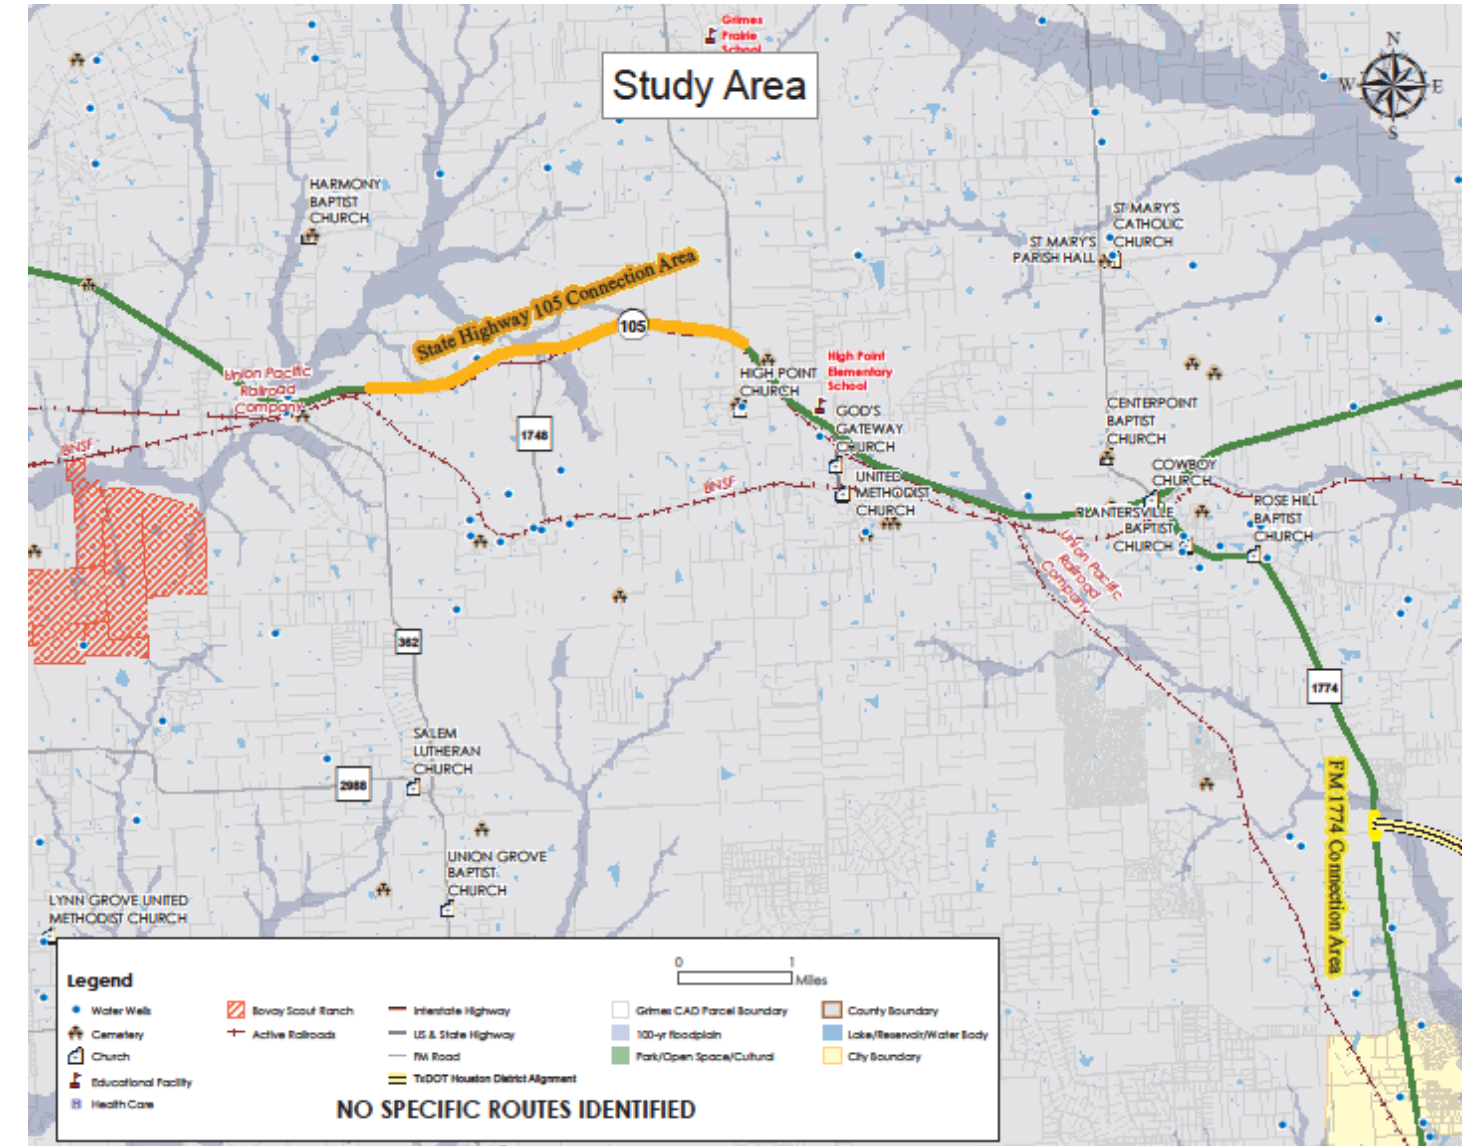 Grimes
Prairie
School
Study Area
N
W
E
S
HARMONY
BAPTIST
CHURCH
ST MARY'S
CATHOLIC
CHURCH
ST MARY'S
PARISH HALL
State Highway 105 Connection Area
105
Union Pacific
Railroad
Company
BNSF
HIGH POINT
CHURCH
High Point
Elementary
School
GOD'S
GATEWAY
CHURCH
UNITED
METHODIST
CHURCH
1748
BNSF
CENTERPOINT
BAPTIST
CHURCH
COWBOY
CHURCH
PLANTERSVILLE
BAPTIST
CHURCH
ROSE HILL
BAPTIST
CHURCH
Union Pacific
Railroad
Company
362
1774
SALEM
LUTHERAN
CHURCH
2988
FM 1774 Connection Area
UNION GROVE
BAPTIST
CHURCH
LYNN GROVE UNITED
METHODIST CHURCH
Legend
0 1
Miles
Water Wells
Cemetery
Church
Educational Facility
H Health Care
Bovay Scout Ranch
Active Railroads
Interstate Highway
US & State Highway
FM Road
TxDOT Houston District Alignment
Grimes CAD Parcel Boundary
100-yr floodplain
Park/Open Space/Cultural
County Boundary
Lake/Reservoir/Water Body
City Boundary
NO SPECIFIC ROUTES IDENTIFIED